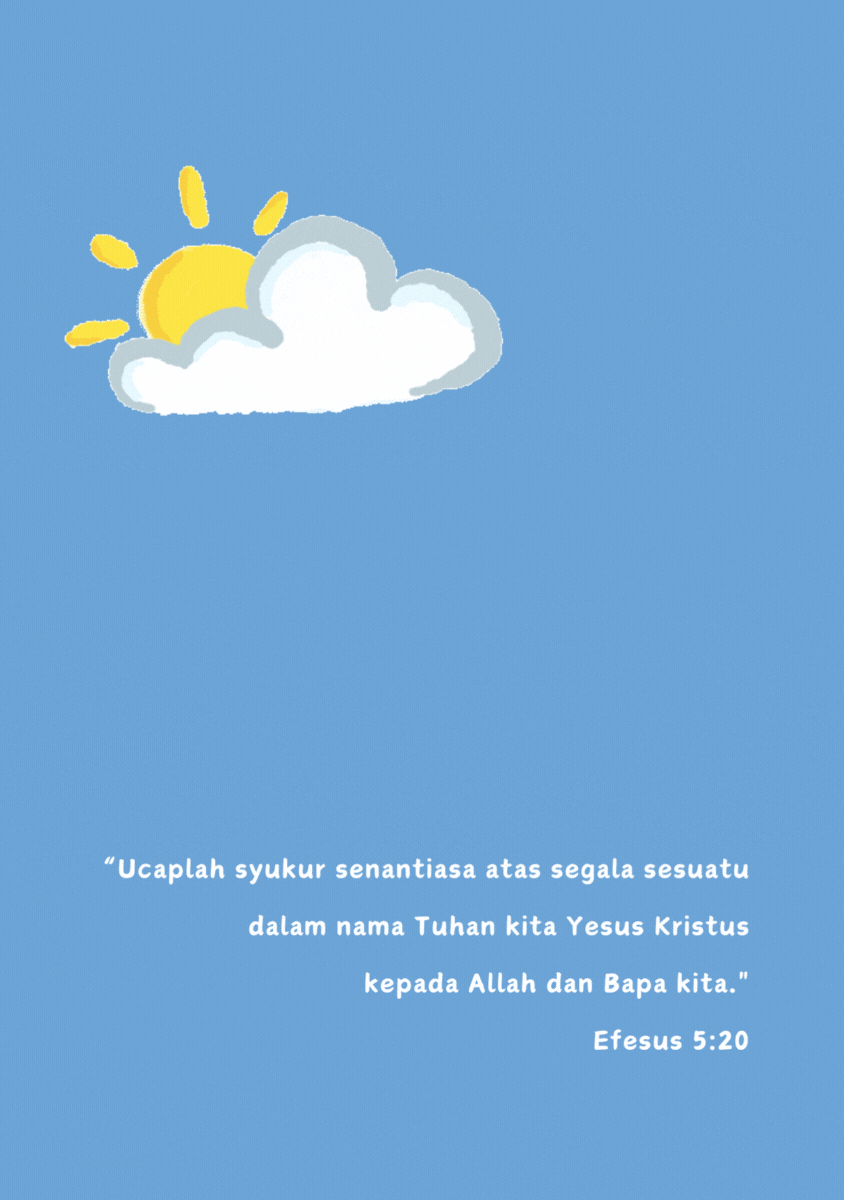 “Ucaplah syukur senantiasa atas segala sesuatu
dalam nama Tuhan kita Yesus Kristus
kepada Allah dan Bapa kita."
Efesus 5:20